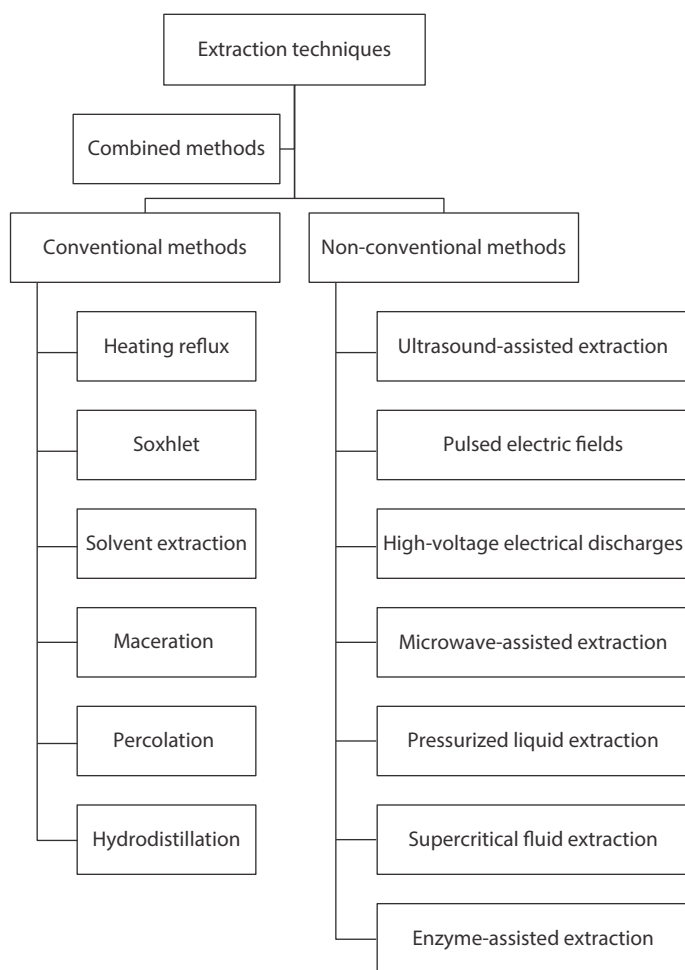 Extraction techniques
Combined methods
Conventional methods
Non-conventional methods
Heating reflux
Soxhlet
Solvent extraction
Maceration
Percolation
Hydrodistillation
Ultrasound-assisted extraction
Pulsed electric fields
High-voltage electrical discharges
Microwave-assisted extraction
Pressurized liquid extraction
Supercritical fluid extraction
Enzyme-assisted extraction